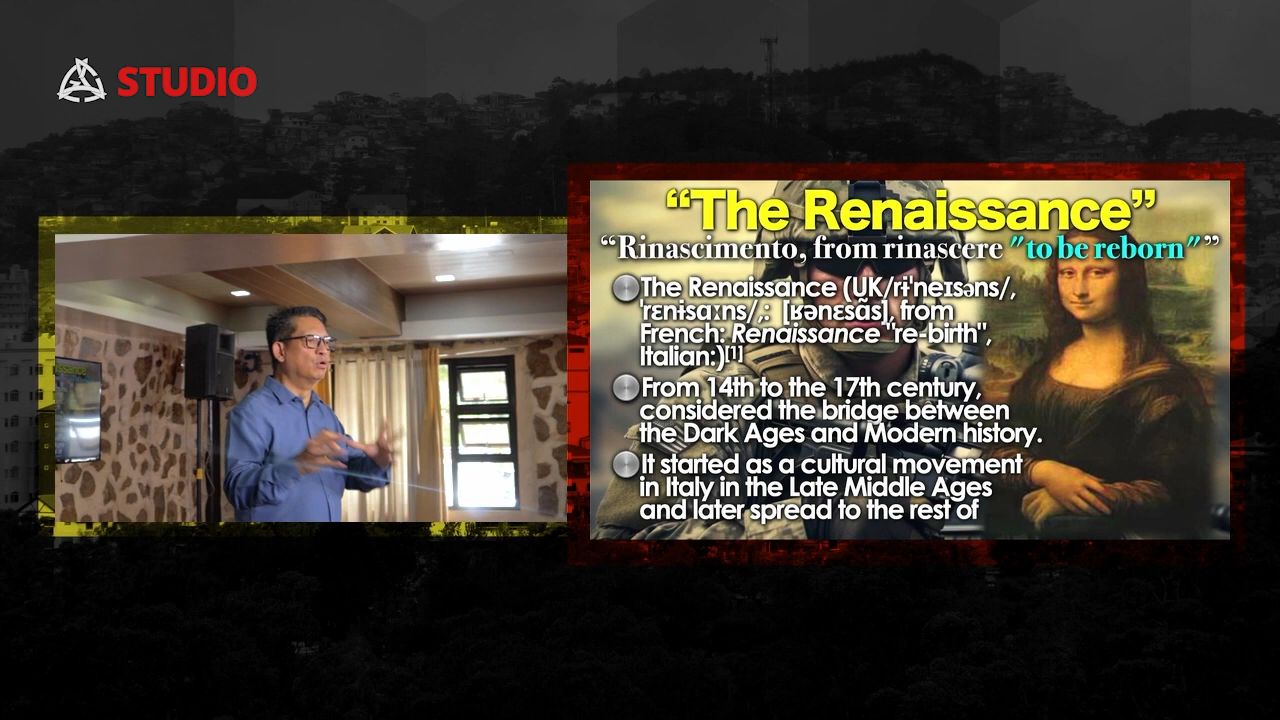 STUDIO
“The Renaissance”
“Rinascimento, from rinascere "to be reborn"”
The Renaissance (UK/rɨˈneɪsəns/,
ˈrɛnɨsɑːns/,: [ʁənɛsɑ̃s], from
French: Renaissance "re-birth",
Italian:)[1]
From 14th to the 17th century,
considered the bridge between
the Dark Ages and Modern history.
It started as a cultural movement
in Italy in the Late Middle Ages
and later spread to the rest of